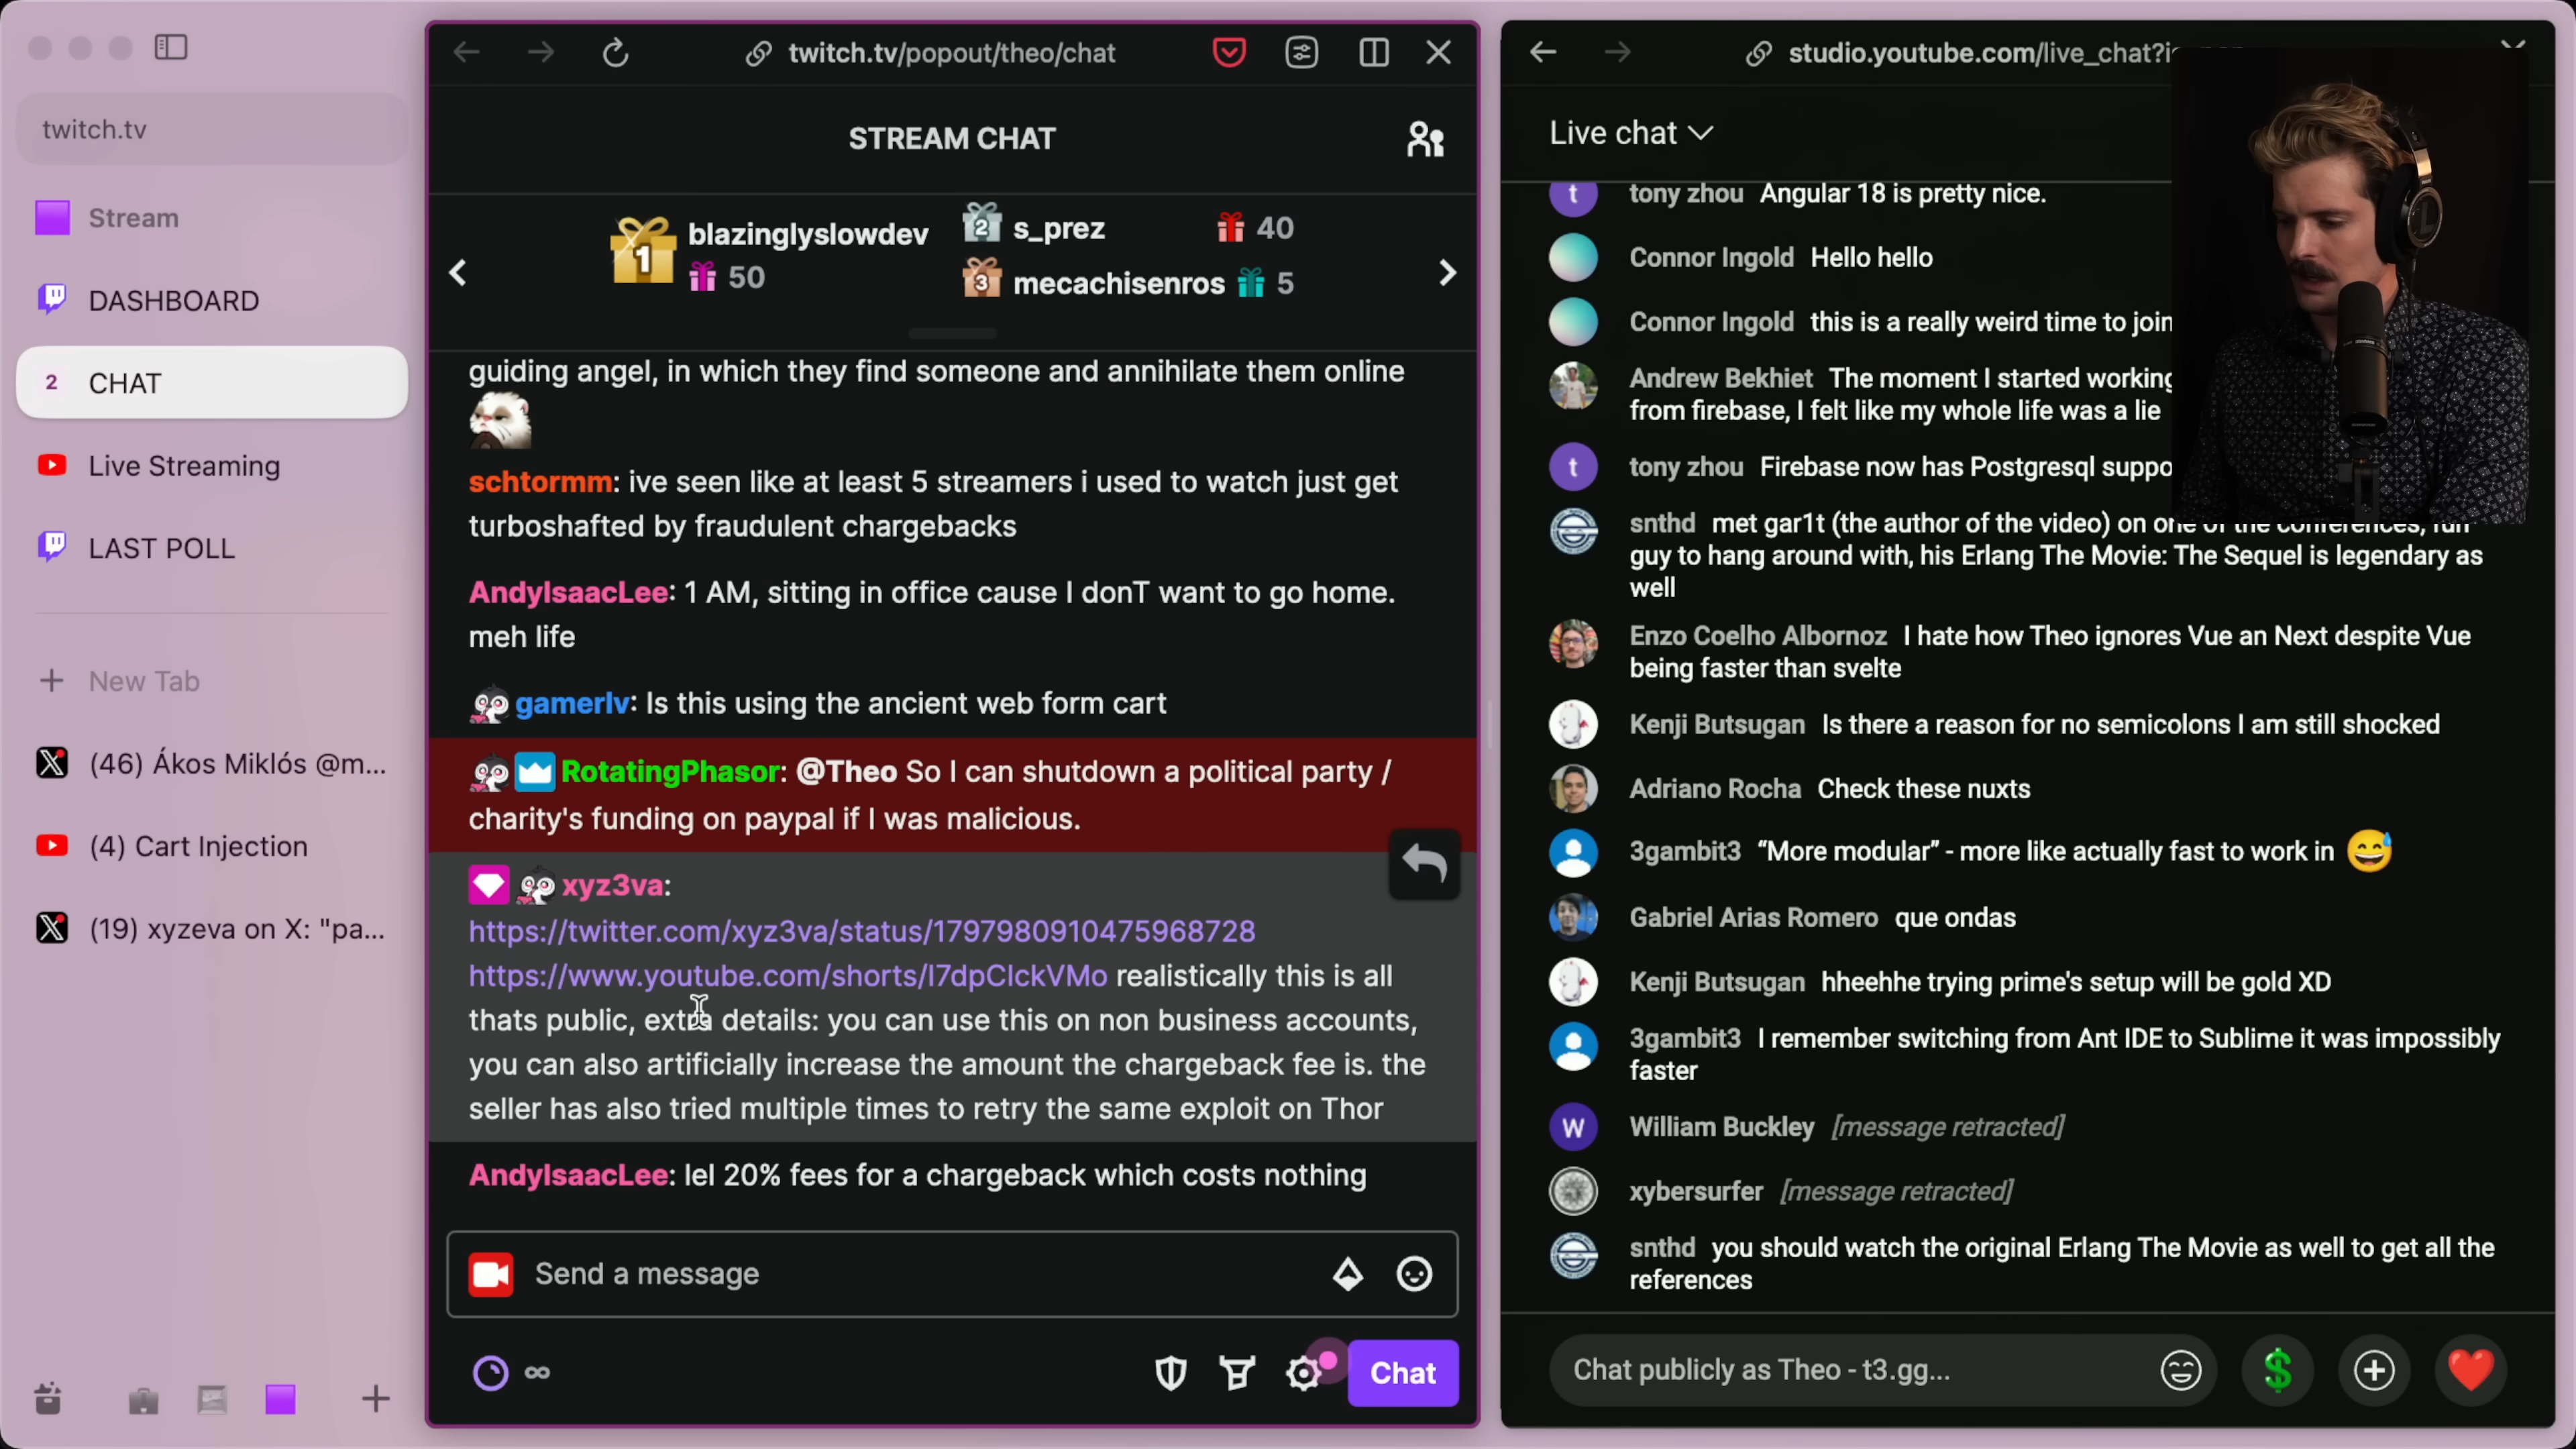 twitch.tv
Stream
DASHBOARD
2 CHAT
Live Streaming
LAST POLL
New Tab
(46) Ákos Miklós @m...
(4) Cart Injection
(19) xyzeva on X: "pa...
twitch.tv/popout/theo/chat
STREAM CHAT
1 blazinglyslowdev
50
2 s_prez 40
3 mecachisenros 5
guiding angel, in which they find someone and annihilate them online
schtormm: ive seen like at least 5 streamers i used to watch just get
turboshafted by fraudulent chargebacks
AndyIsaacLee: 1 AM, sitting in office cause I donT want to go home.
meh life
gamerlv: Is this using the ancient web form cart
RotatingPhasor: @Theo So I can shutdown a political party /
charity's funding on paypal if I was malicious.
xyz3va:
https://twitter.com/xyz3va/status/1797980910475968728
https://www.youtube.com/shorts/I7dpCIckVMo realistically this is all
thats public, extra details: you can use this on non business accounts,
you can also artificially increase the amount the chargeback fee is. the
seller has also tried multiple times to retry the same exploit on Thor
AndyIsaacLee: lel 20% fees for a chargeback which costs nothing
Send a message
Chat
studio.youtube.com/live_chat?
Live chat
t tony zhou Angular 18 is pretty nice.
Connor Ingold Hello hello
Connor Ingold this is a really weird time to join
Andrew Bekhiet The moment I started working
from firebase, I felt like my whole life was a lie
t tony zhou Firebase now has Postgresql suppo
snthd met gar1t (the author of the video) on one of the conferences, fun
guy to hang around with, his Erlang The Movie: The Sequel is legendary as
well
Enzo Coelho Albornoz I hate how Theo ignores Vue an Next despite Vue
being faster than svelte
Kenji Butsugan Is there a reason for no semicolons I am still shocked
Adriano Rocha Check these nuxts
3gambit3 “More modular” - more like actually fast to work in 😅
Gabriel Arias Romero que ondas
Kenji Butsugan hheehhe trying prime's setup will be gold XD
3gambit3 I remember switching from Ant IDE to Sublime it was impossibly
faster
W William Buckley [message retracted]
xybersurfer [message retracted]
snthd you should watch the original Erlang The Movie as well to get all the
references
Chat publicly as Theo - t3.gg...